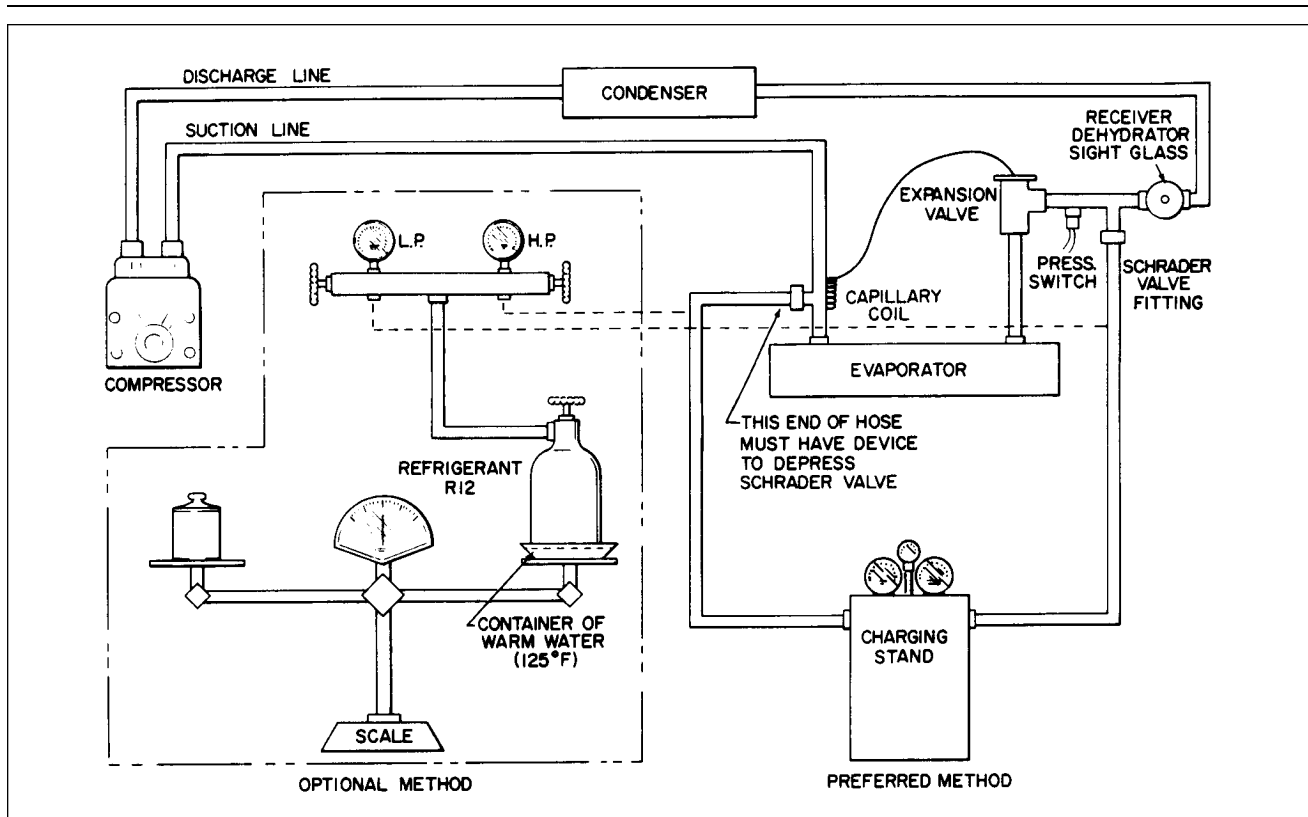 DISCHARGE LINE
CONDENSER
SUCTION LINE
RECEIVER
DEHYDRATOR
SIGHT GLASS
EXPANSION
VALVE
L.P.
H.P.
PRESS.
SWITCH
SCHRADER
VALVE
FITTING
CAPILLARY
COIL
COMPRESSOR
EVAPORATOR
THIS END OF HOSE
MUST HAVE DEVICE
TO DEPRESS
SCHRADER VALVE
REFRIGERANT
R12
CONTAINER OF
WARM WATER
(125°F)
CHARGING
STAND
SCALE
OPTIONAL METHOD
PREFERRED METHOD